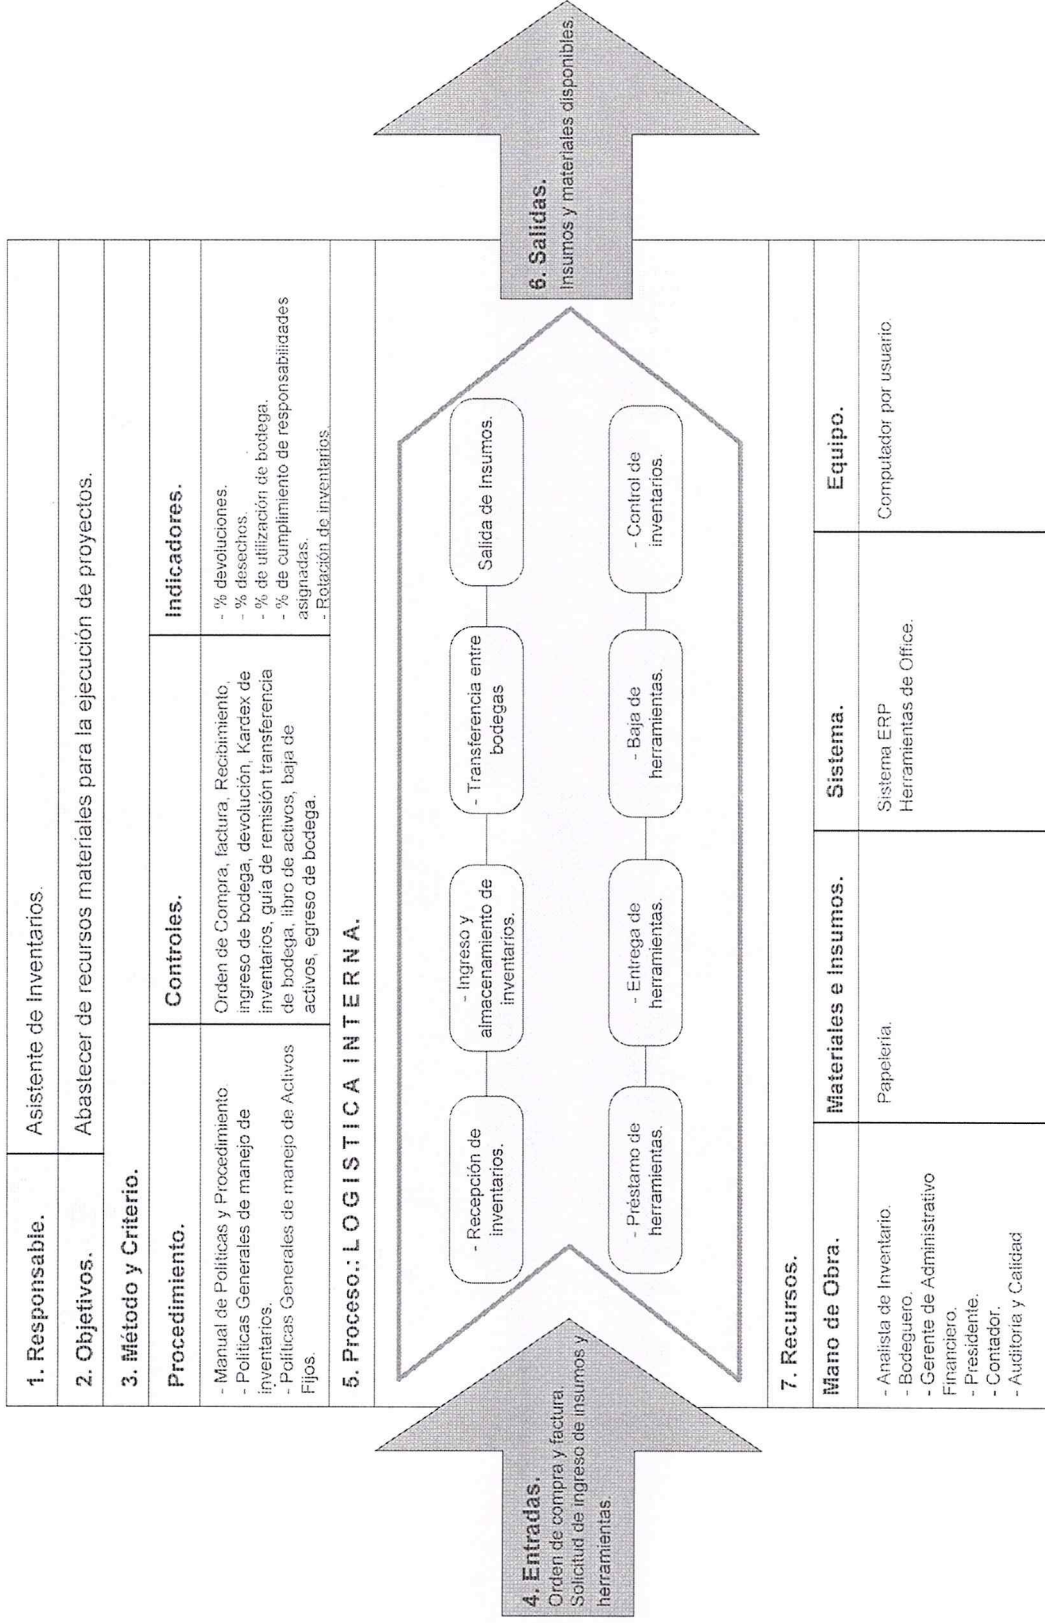 1. Responsable.
Asistente de Inventarios.
2. Objetivos.
Abastecer de recursos materiales para la ejecución de proyectos.
3. Método y Criterio.
Procedimiento.
Controles.
Indicadores.
- Manual de Políticas y Procedimiento.
- Políticas Generales de manejo de
inventarios.
- Políticas Generales de manejo de Activos
Fijos.
Orden de Compra, factura, Recibimiento,
ingreso de bodega, devolución, Kardex de
inventarios, guía de remisión transferencia
de bodega, libro de activos, baja de
activos, egreso de bodega.
- % devoluciones.
- % desechos.
- % de utilización de bodega.
- % de cumplimiento de responsabilidades
asignadas.
- Rotación de inventarios.
5. Proceso.: L O G I S T I C A I N T E R N A.
4. Entradas.
Orden de compra y factura.
Solicitud de ingreso de insumos y
herramientas.
- Recepción de
inventarios.
- Ingreso y
almacenamiento de
inventarios.
- Transferencia entre
bodegas
Salida de Insumos.
- Préstamo de
herramientas.
- Entrega de
herramientas.
- Baja de
herramientas.
- Control de
inventarios.
6. Salidas.
Insumos y materiales disponibles.
7. Recursos.
Mano de Obra.
Materiales e Insumos.
Sistema.
Equipo.
- Analista de Inventario.
- Bodeguero.
- Gerente de Administrativo
Financiero.
- Presidente.
- Contador.
- Auditoria y Calidad
Papelería.
Sistema ERP
Herramientas de Office.
Computador por usuario.